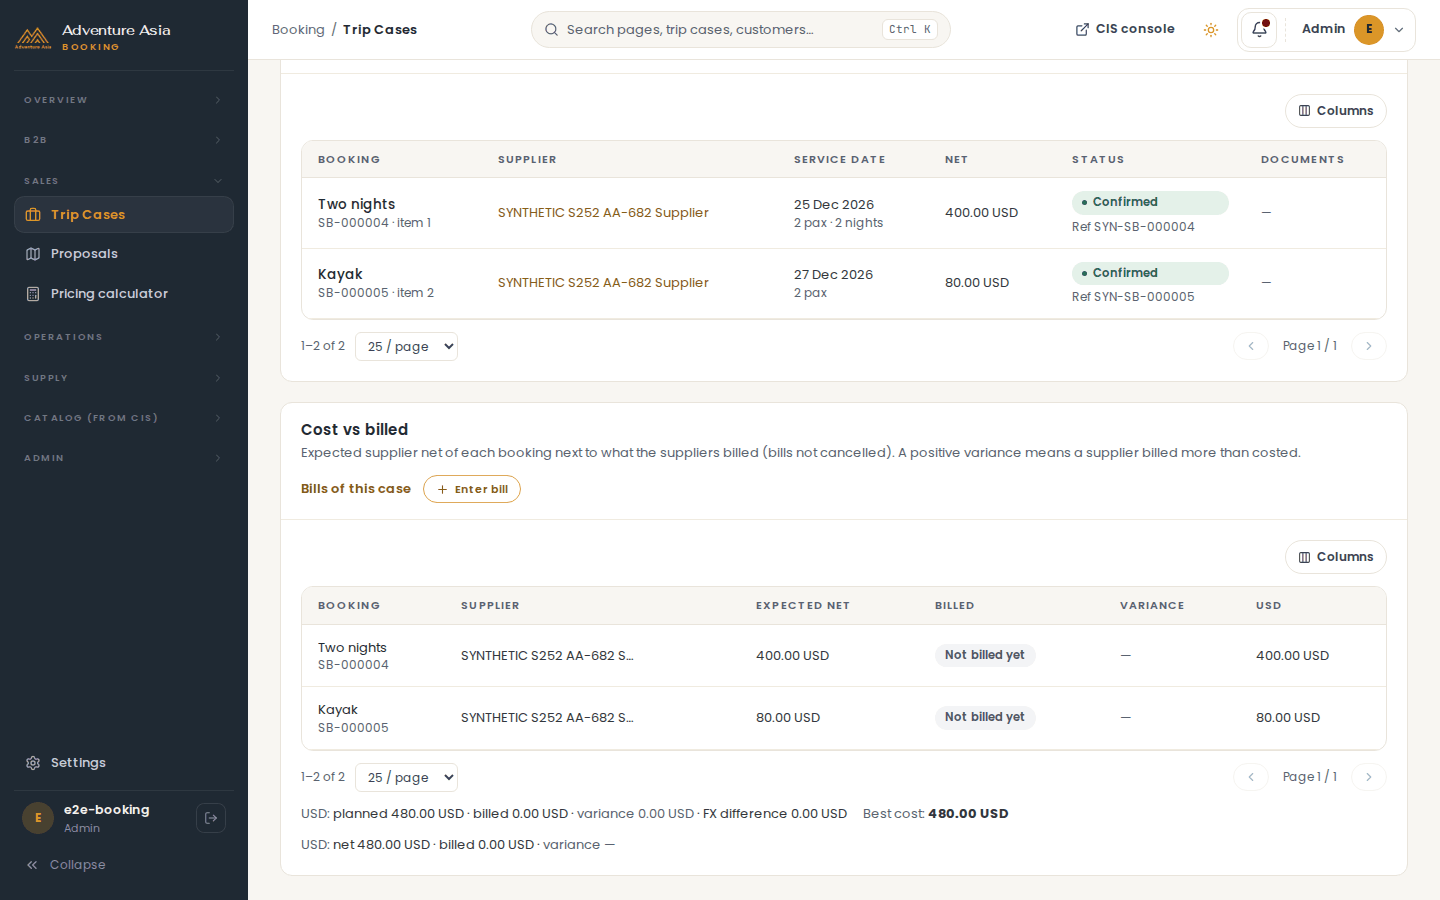 Adventure Asia
BOOKING
Adventure Asia
OVERVIEW
B2B
SALES
Trip Cases
Proposals
Pricing calculator
OPERATIONS
SUPPLY
CATALOG (FROM CIS)
ADMIN
Settings
E
e2e-booking
Admin
Collapse
Booking / Trip Cases
Search pages, trip cases, customers...
Ctrl K
CIS console
Admin
E
Columns
BOOKING SUPPLIER SERVICE DATE NET STATUS DOCUMENTS
Two nights
SB-000004 · item 1
SYNTHETIC S252 AA-682 Supplier
25 Dec 2026
2 pax · 2 nights
400.00 USD
Confirmed
Ref SYN-SB-000004
—
Kayak
SB-000005 · item 2
SYNTHETIC S252 AA-682 Supplier
27 Dec 2026
2 pax
80.00 USD
Confirmed
Ref SYN-SB-000005
—
1–2 of 2
25 / page
Page 1 / 1
Cost vs billed
Expected supplier net of each booking next to what the suppliers billed (bills not cancelled). A positive variance means a supplier billed more than costed.
Bills of this case
Enter bill
Columns
BOOKING SUPPLIER EXPECTED NET BILLED VARIANCE USD
Two nights
SB-000004
SYNTHETIC S252 AA-682 S...
400.00 USD
Not billed yet
—
400.00 USD
Kayak
SB-000005
SYNTHETIC S252 AA-682 S...
80.00 USD
Not billed yet
—
80.00 USD
1–2 of 2
25 / page
Page 1 / 1
USD: planned 480.00 USD · billed 0.00 USD · variance 0.00 USD · FX difference 0.00 USD Best cost: 480.00 USD
USD: net 480.00 USD · billed 0.00 USD · variance —